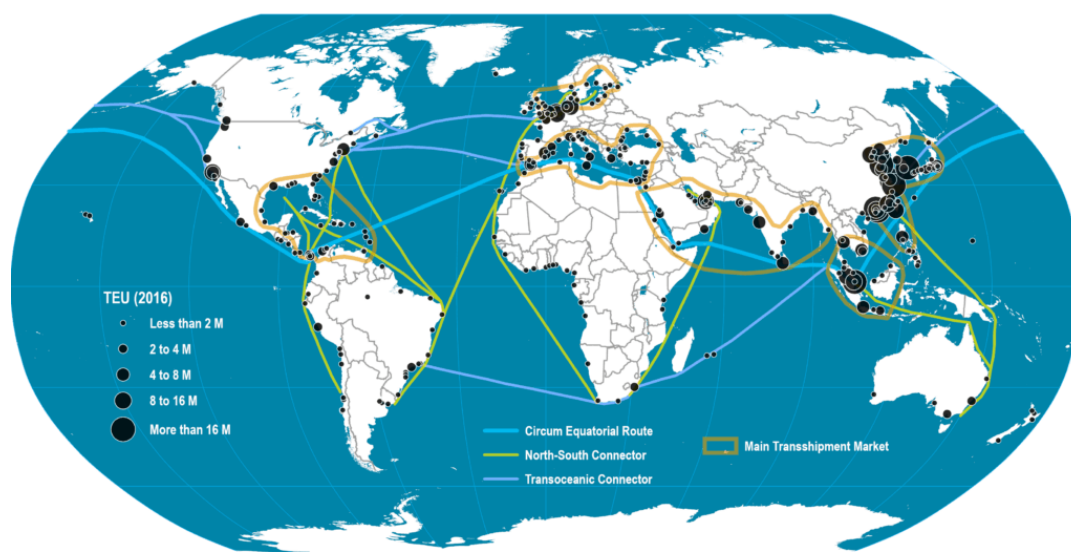 TEU (2016)
Less than 2 M
2 to 4 M
4 to 8 M
8 to 16 M
More than 16 M
Circum Equatorial Route
North-South Connector
Transoceanic Connector
Main Transshipment Market